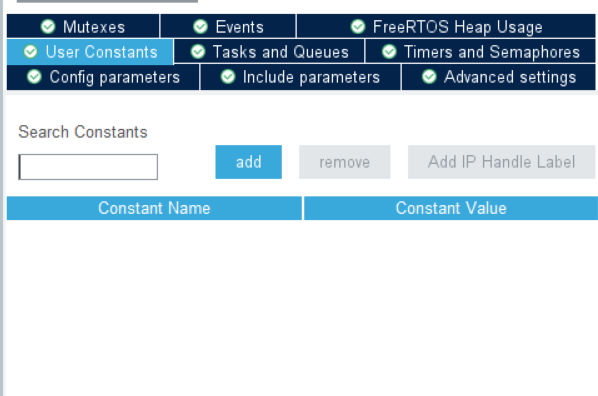 Mutexes Events FreeRTOS Heap Usage
User Constants Tasks and Queues Timers and Semaphores
Config parameters Include parameters Advanced settings
Search Constants
add remove Add IP Handle Label
Constant Name Constant Value